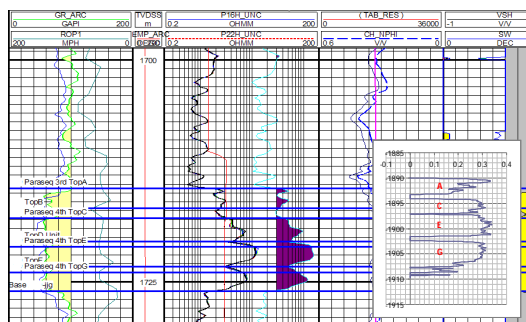 GR_ARC TVDSS P16H_UNC ( TAB_RES ) VSH
0 GAPI 200 m 0.2 OHMM 200 0 36000 -1 V/V
ROP1 P22H_UNC CH_NPHI SW
200 MPH 0 0.2 OHMM 200 0.6 V/V 0 DEC
1700
-1885
-0.1 0 0.1 0.2 0.3 0.4
-1890
A
Paraseq 3rd TopA
-1895
TopB
C
Paraseq 4th TopC
-1900
E
Paraseq 4th TopE
-1905
G
Paraseq 4th TopG
1725
-1910
Base
-1915